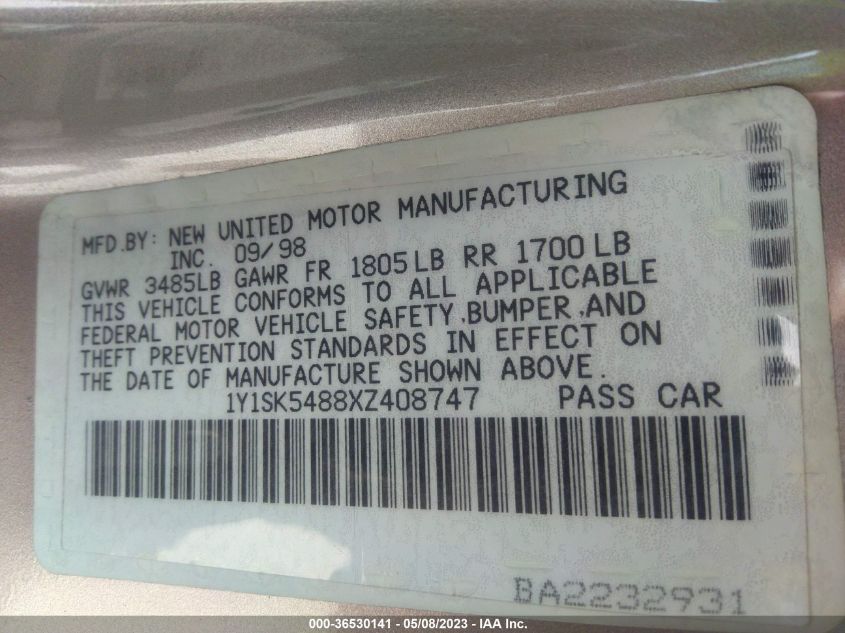 MFD.BY: NEW UNITED MOTOR MANUFACTURING
INC. 09/98
GVWR 3485LB GAWR FR 1805LB RR 1700LB
THIS VEHICLE CONFORMS TO ALL APPLICABLE
FEDERAL MOTOR VEHICLE SAFETY,BUMPER,AND
THEFT PREVENTION STANDARDS IN EFFECT ON
THE DATE OF MANUFACTURE SHOWN ABOVE.
1Y1SK5488XZ408747 PASS CAR
BA2232931
000-36530141 - 05/08/2023 - IAA Inc.